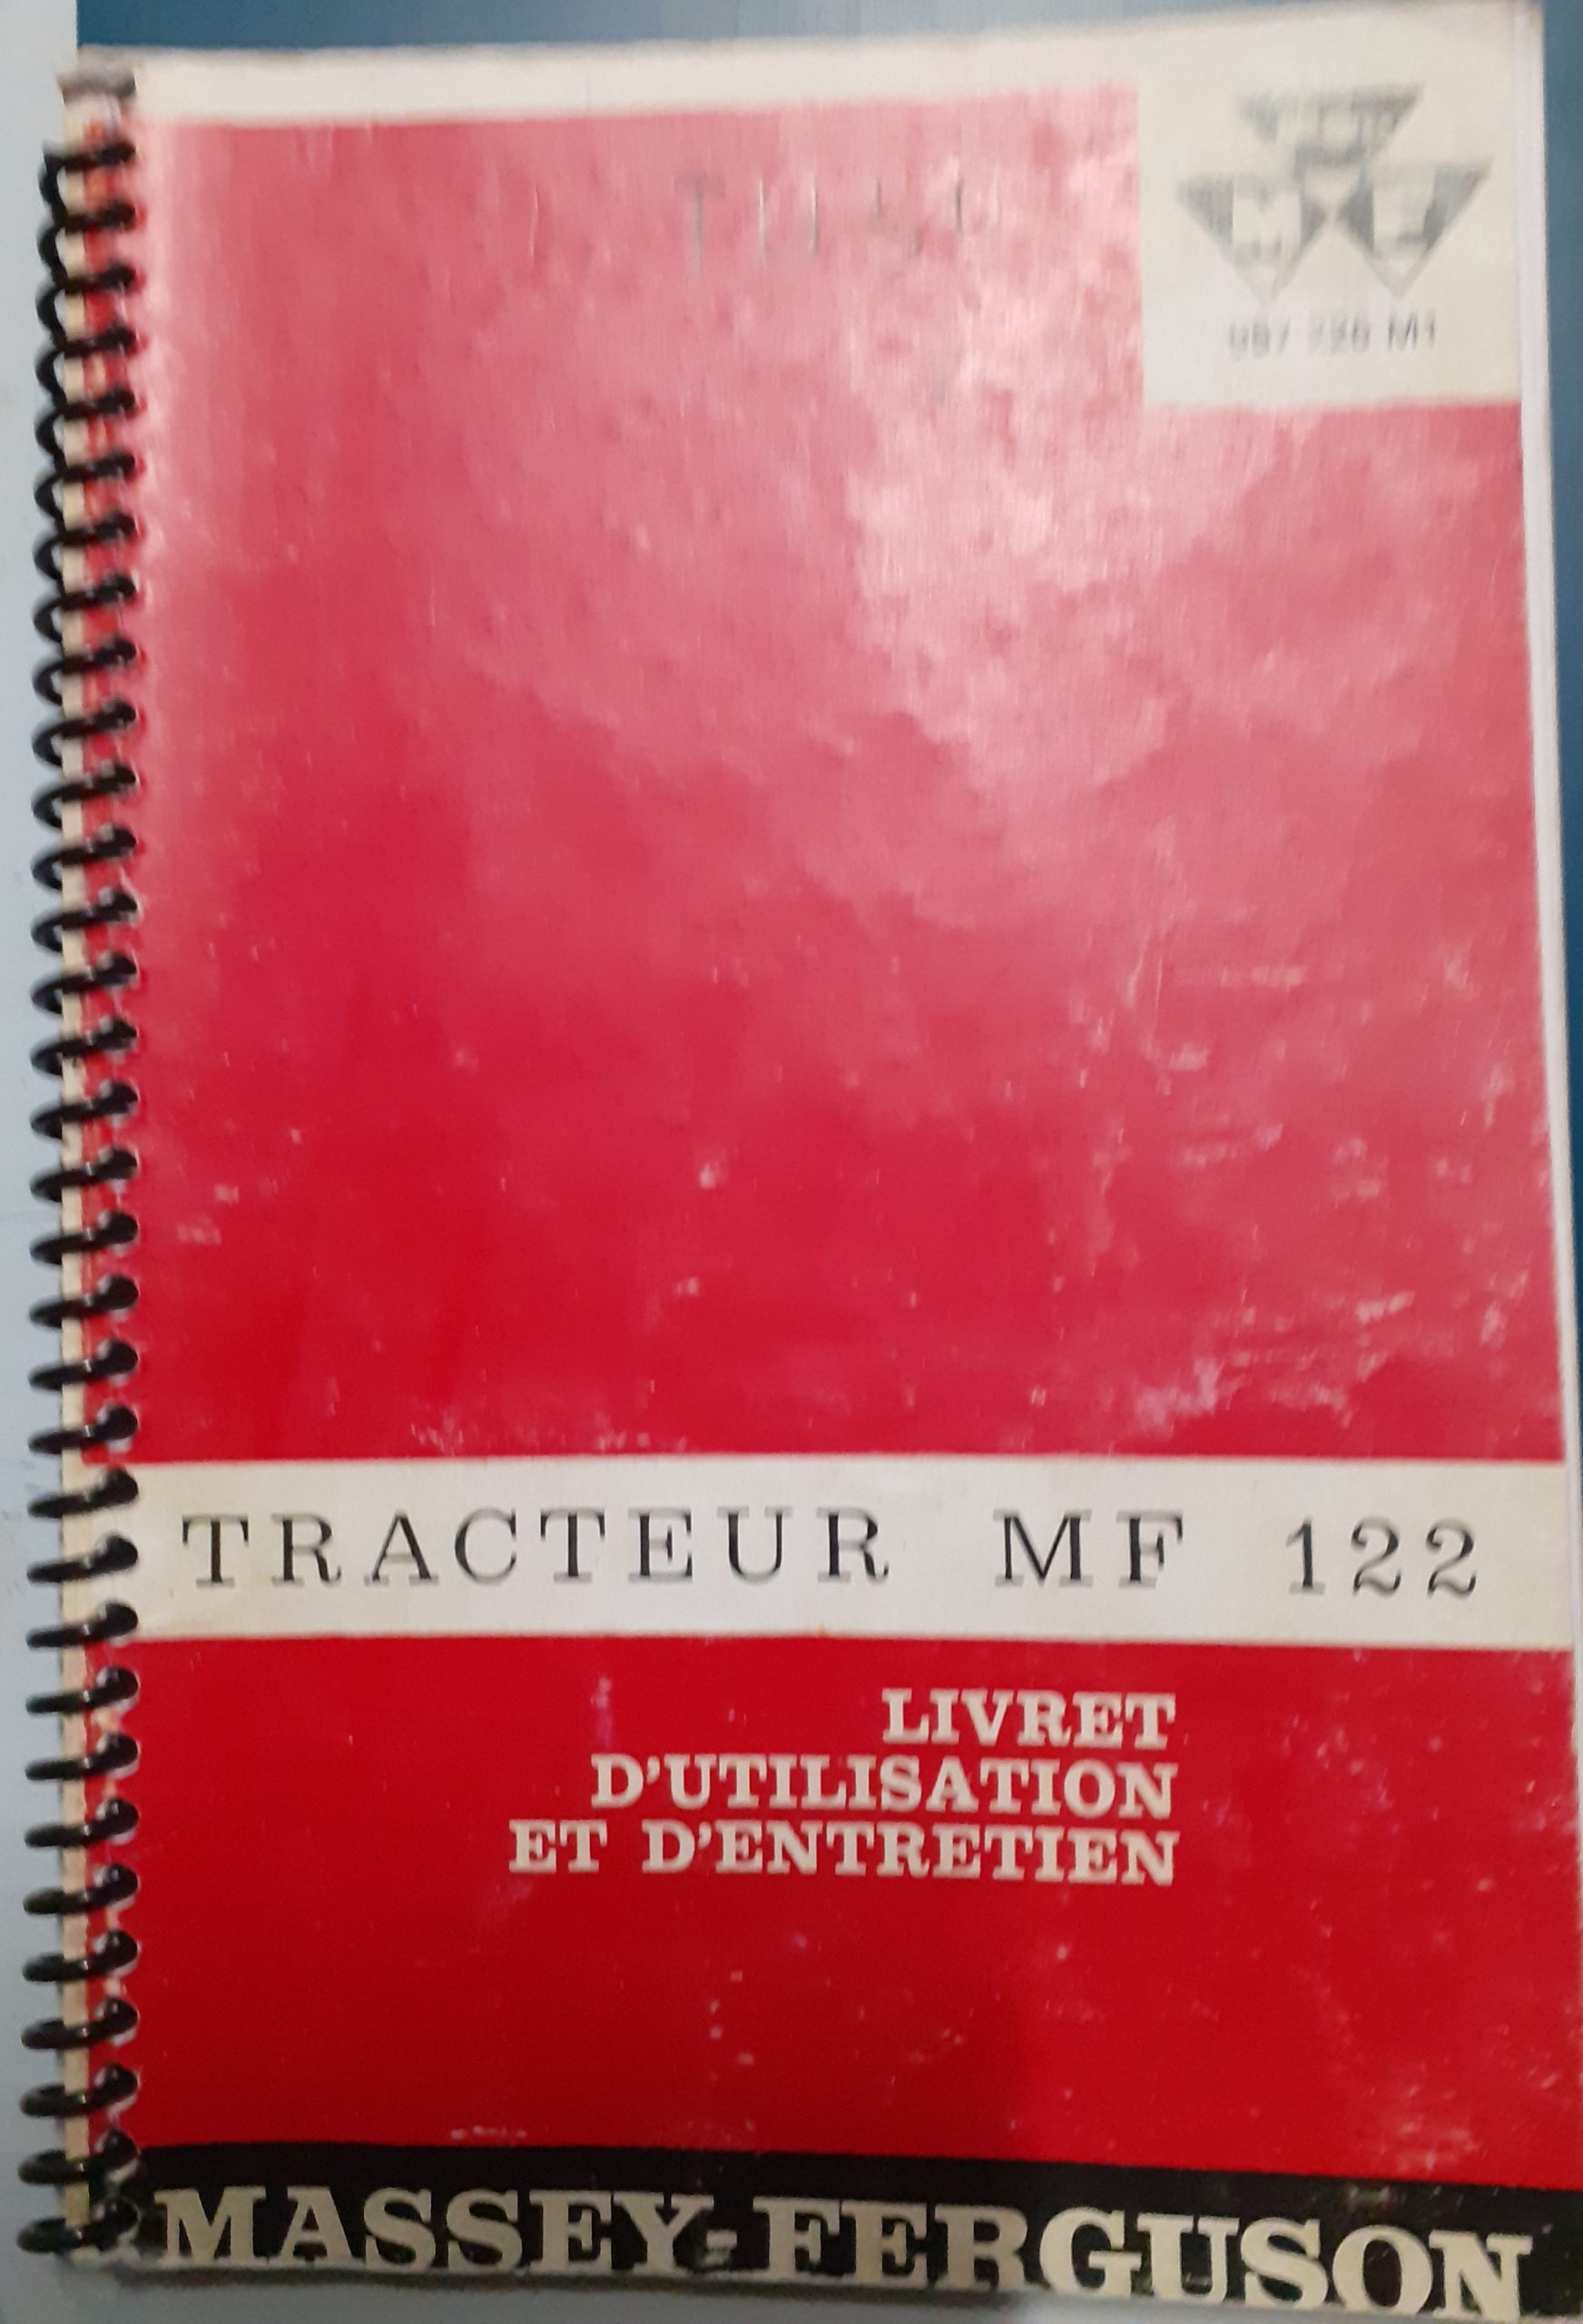 TRACTEUR MF 122
LIVRET
D'UTILISATION
ET D'ENTRETIEN
MASSEY-FERGUSON